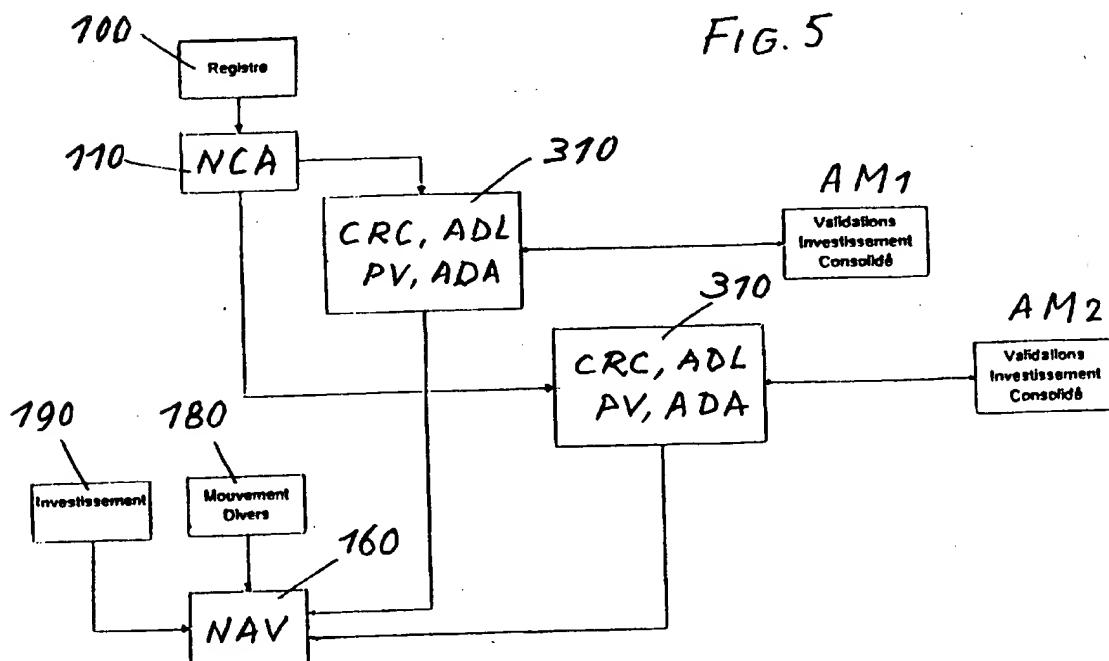 FIG. 5
100
Registre
110
NCA
310
CRC, ADL
PV, ADA
AM1
Validations
Investissement
Consolidé
310
CRC, ADL
PV, ADA
AM2
Validations
Investissement
Consolidé
190
Investissement
180
Mouvement
Divers
160
NAV